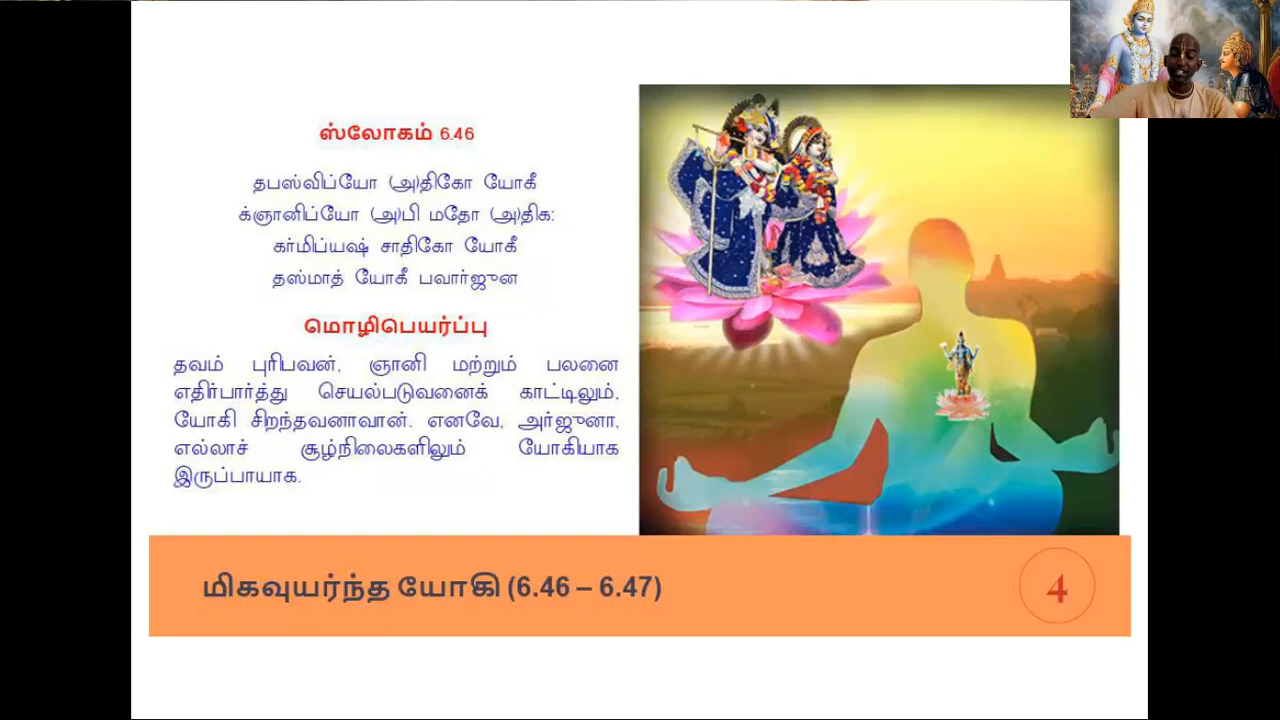 ஸ்லோகம் 6.46
தபஸ்விப்யோ (அ)திகோ யோகீ
க்ஞானிப்யோ (அ)பி மதோ (அ)திக:
கர்மிப்யஷ் சாதிகோ யோகீ
தஸ்மாத் யோகீ பவார்ஜுன
மொழிபெயர்ப்பு
தவம் புரிபவன், ஞானி மற்றும் பலனை
எதிர்பார்த்து செயல்படுவனைக் காட்டிலும்,
யோகி சிறந்தவனாவான். எனவே, அர்ஜுனா,
எல்லாச் சூழ்நிலைகளிலும் யோகியாக
இருப்பாயாக.
மிகவுயர்ந்த யோகி (6.46 – 6.47)
4